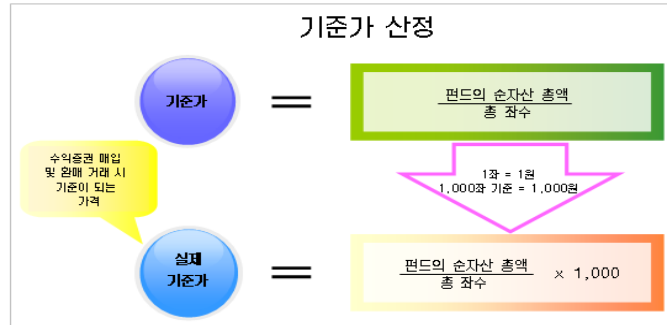 기준가 산정
기준가
=
펀드의 순자산 총액
총 좌수
수익증권 매입
및 환매 거래 시
기준이 되는
가격
1좌 = 1원
1,000좌 기준 = 1,000원
실제
기준가
=
펀드의 순자산 총액
총 좌수
× 1,000